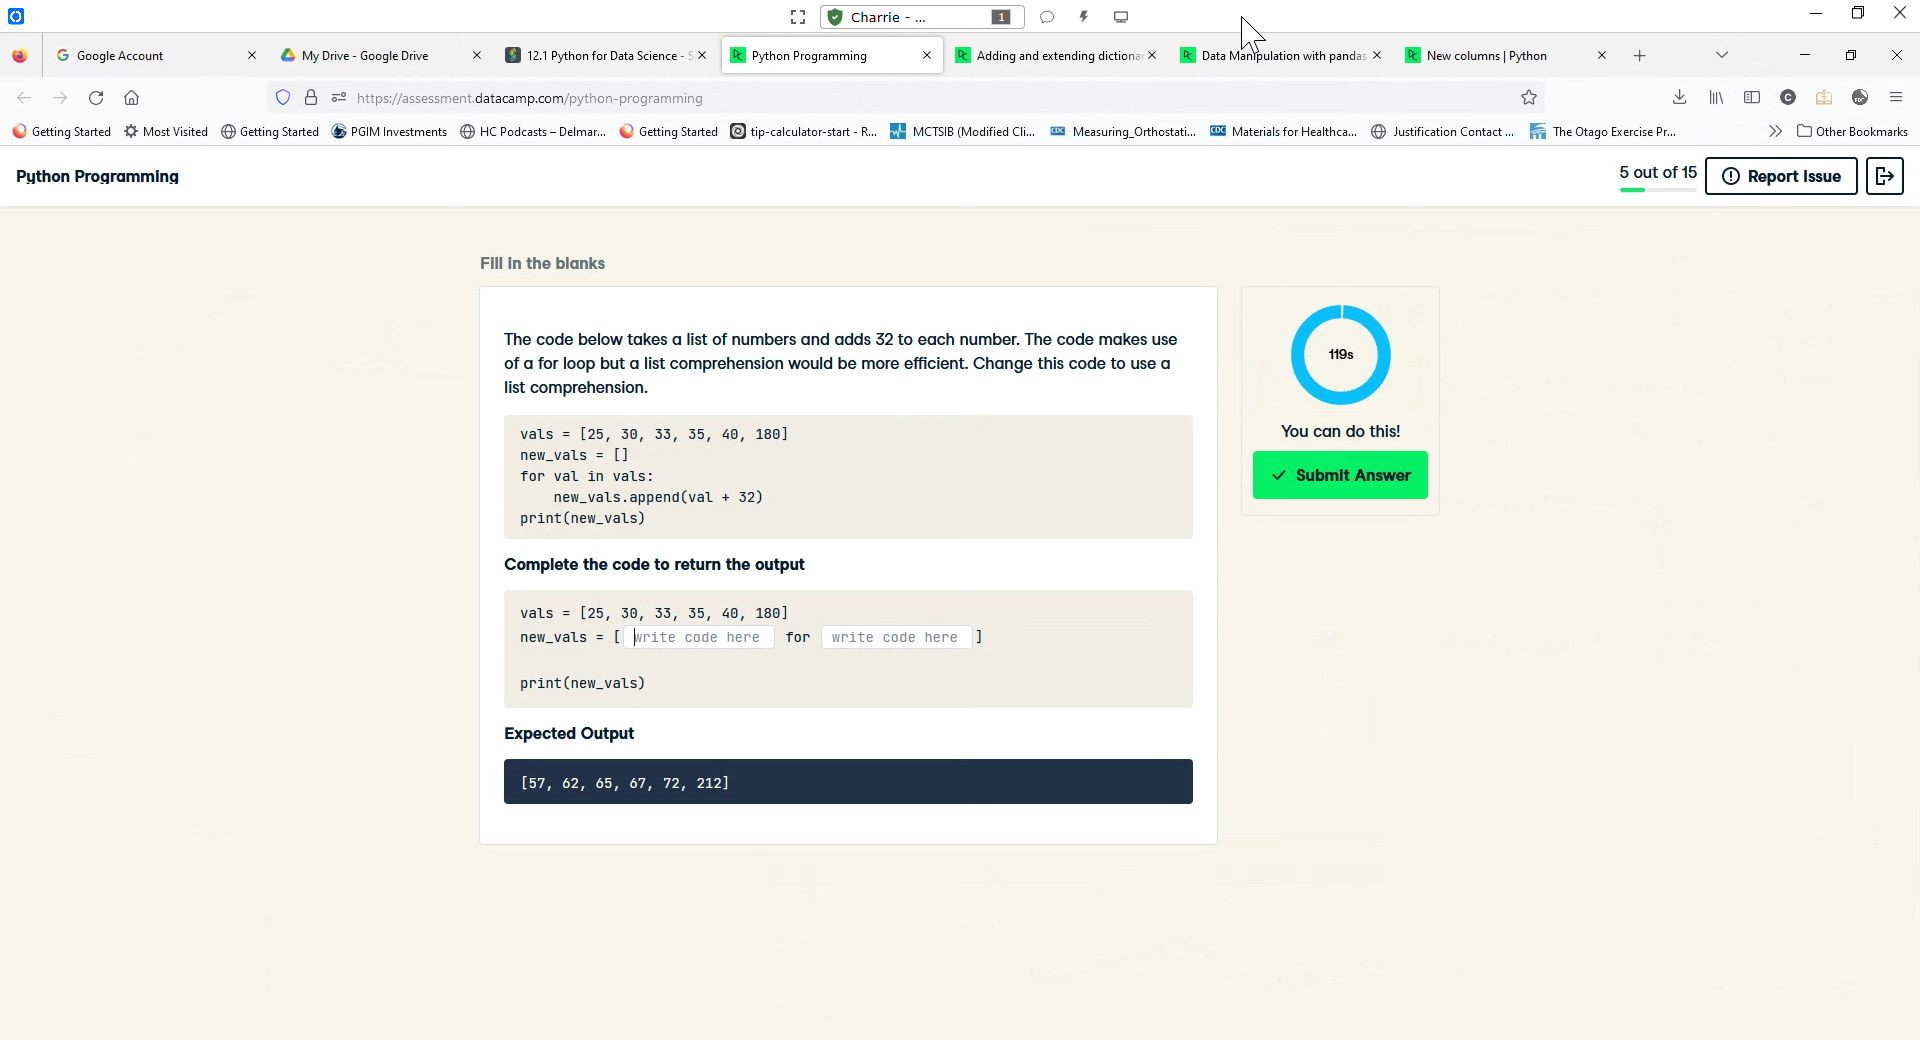 Charrie - ...
1
Google Account
My Drive - Google Drive
12.1 Python for Data Science - S
Python Programming
Adding and extending dictionar
Data Manipulation with pandas
New columns | Python
https://assessment.datacamp.com/python-programming
Getting Started
Most Visited
Getting Started
PGIM Investments
HC Podcasts – Delmar...
Getting Started
tip-calculator-start - R...
MCTSIB (Modified Cli...
Measuring_Orthostati...
Materials for Healthca...
Justification Contact ...
The Otago Exercise Pr...
Other Bookmarks
Python Programming
5 out of 15
Report Issue
Fill in the blanks
The code below takes a list of numbers and adds 32 to each number. The code makes use
of a for loop but a list comprehension would be more efficient. Change this code to use a
list comprehension.
vals = [25, 30, 33, 35, 40, 180]
new_vals = []
for val in vals:
    new_vals.append(val + 32)
print(new_vals)
Complete the code to return the output
vals = [25, 30, 33, 35, 40, 180]
new_vals = [ write code here for write code here ]
print(new_vals)
Expected Output
[57, 62, 65, 67, 72, 212]
119s
You can do this!
Submit Answer